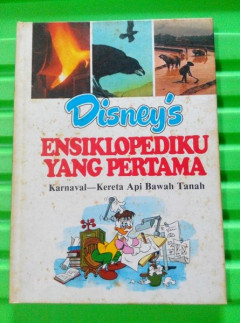 Disney's
ENSIKLOPEDIKU
YANG PERTAMA
Karnaval—Kereta Api Bawah Tanah